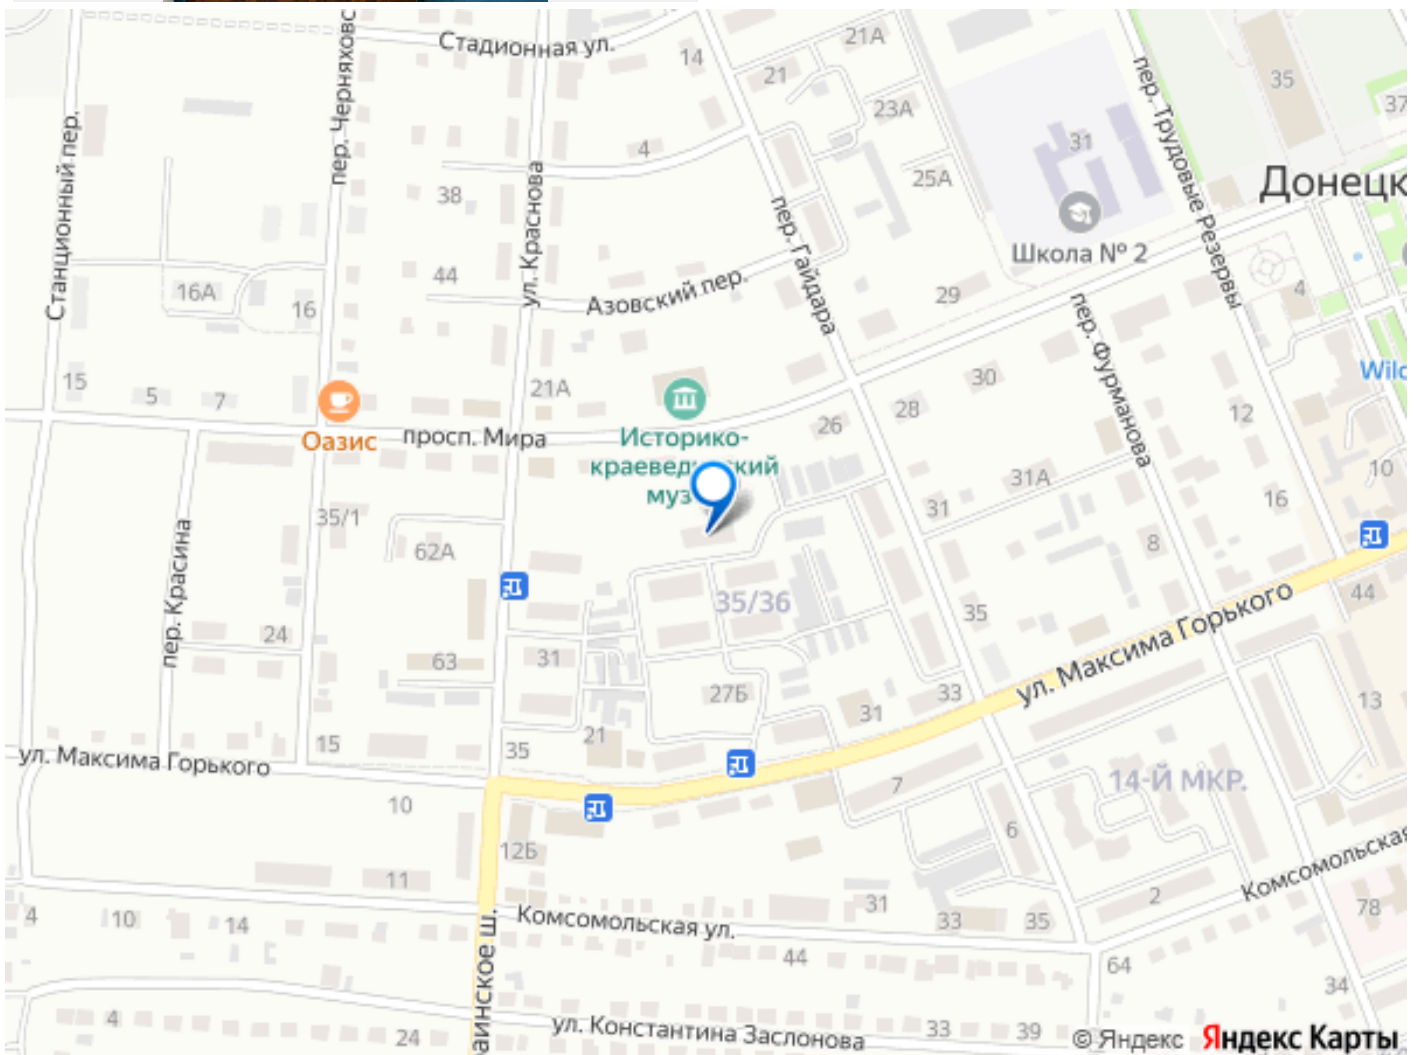 Стадионная ул.
21А
14
21
35
пер. Черняховс
пер. Трудовые Резервы
37
23А
31
Станционный пер.
4
ул. Краснова
25А
Донецк
38
пер. Гайдара
Школа № 2
44
Азовский пер.
29
16А
16
4
пер. Фурманова
15
5
7
21А
30
Wild
28
12
26
Оазис
просп. Мира
Историко-
краеведческий
муз
10
31А
16
31
35/1
пер. Красина
62А
8
35/36
44
35
24
63
31
27Б
33
ул. Максима Горького
31
13
21
15
35
ул. Максима Горького
7
14-Й МКР.
10
6
12Б
Комсомольская
11
2
31
4
10
14
Комсомольская ул.
33
35
78
44
64
аинское ш.
34
4
24
ул. Константина Заслонова
33
39
© Яндекс Яндекс Карты